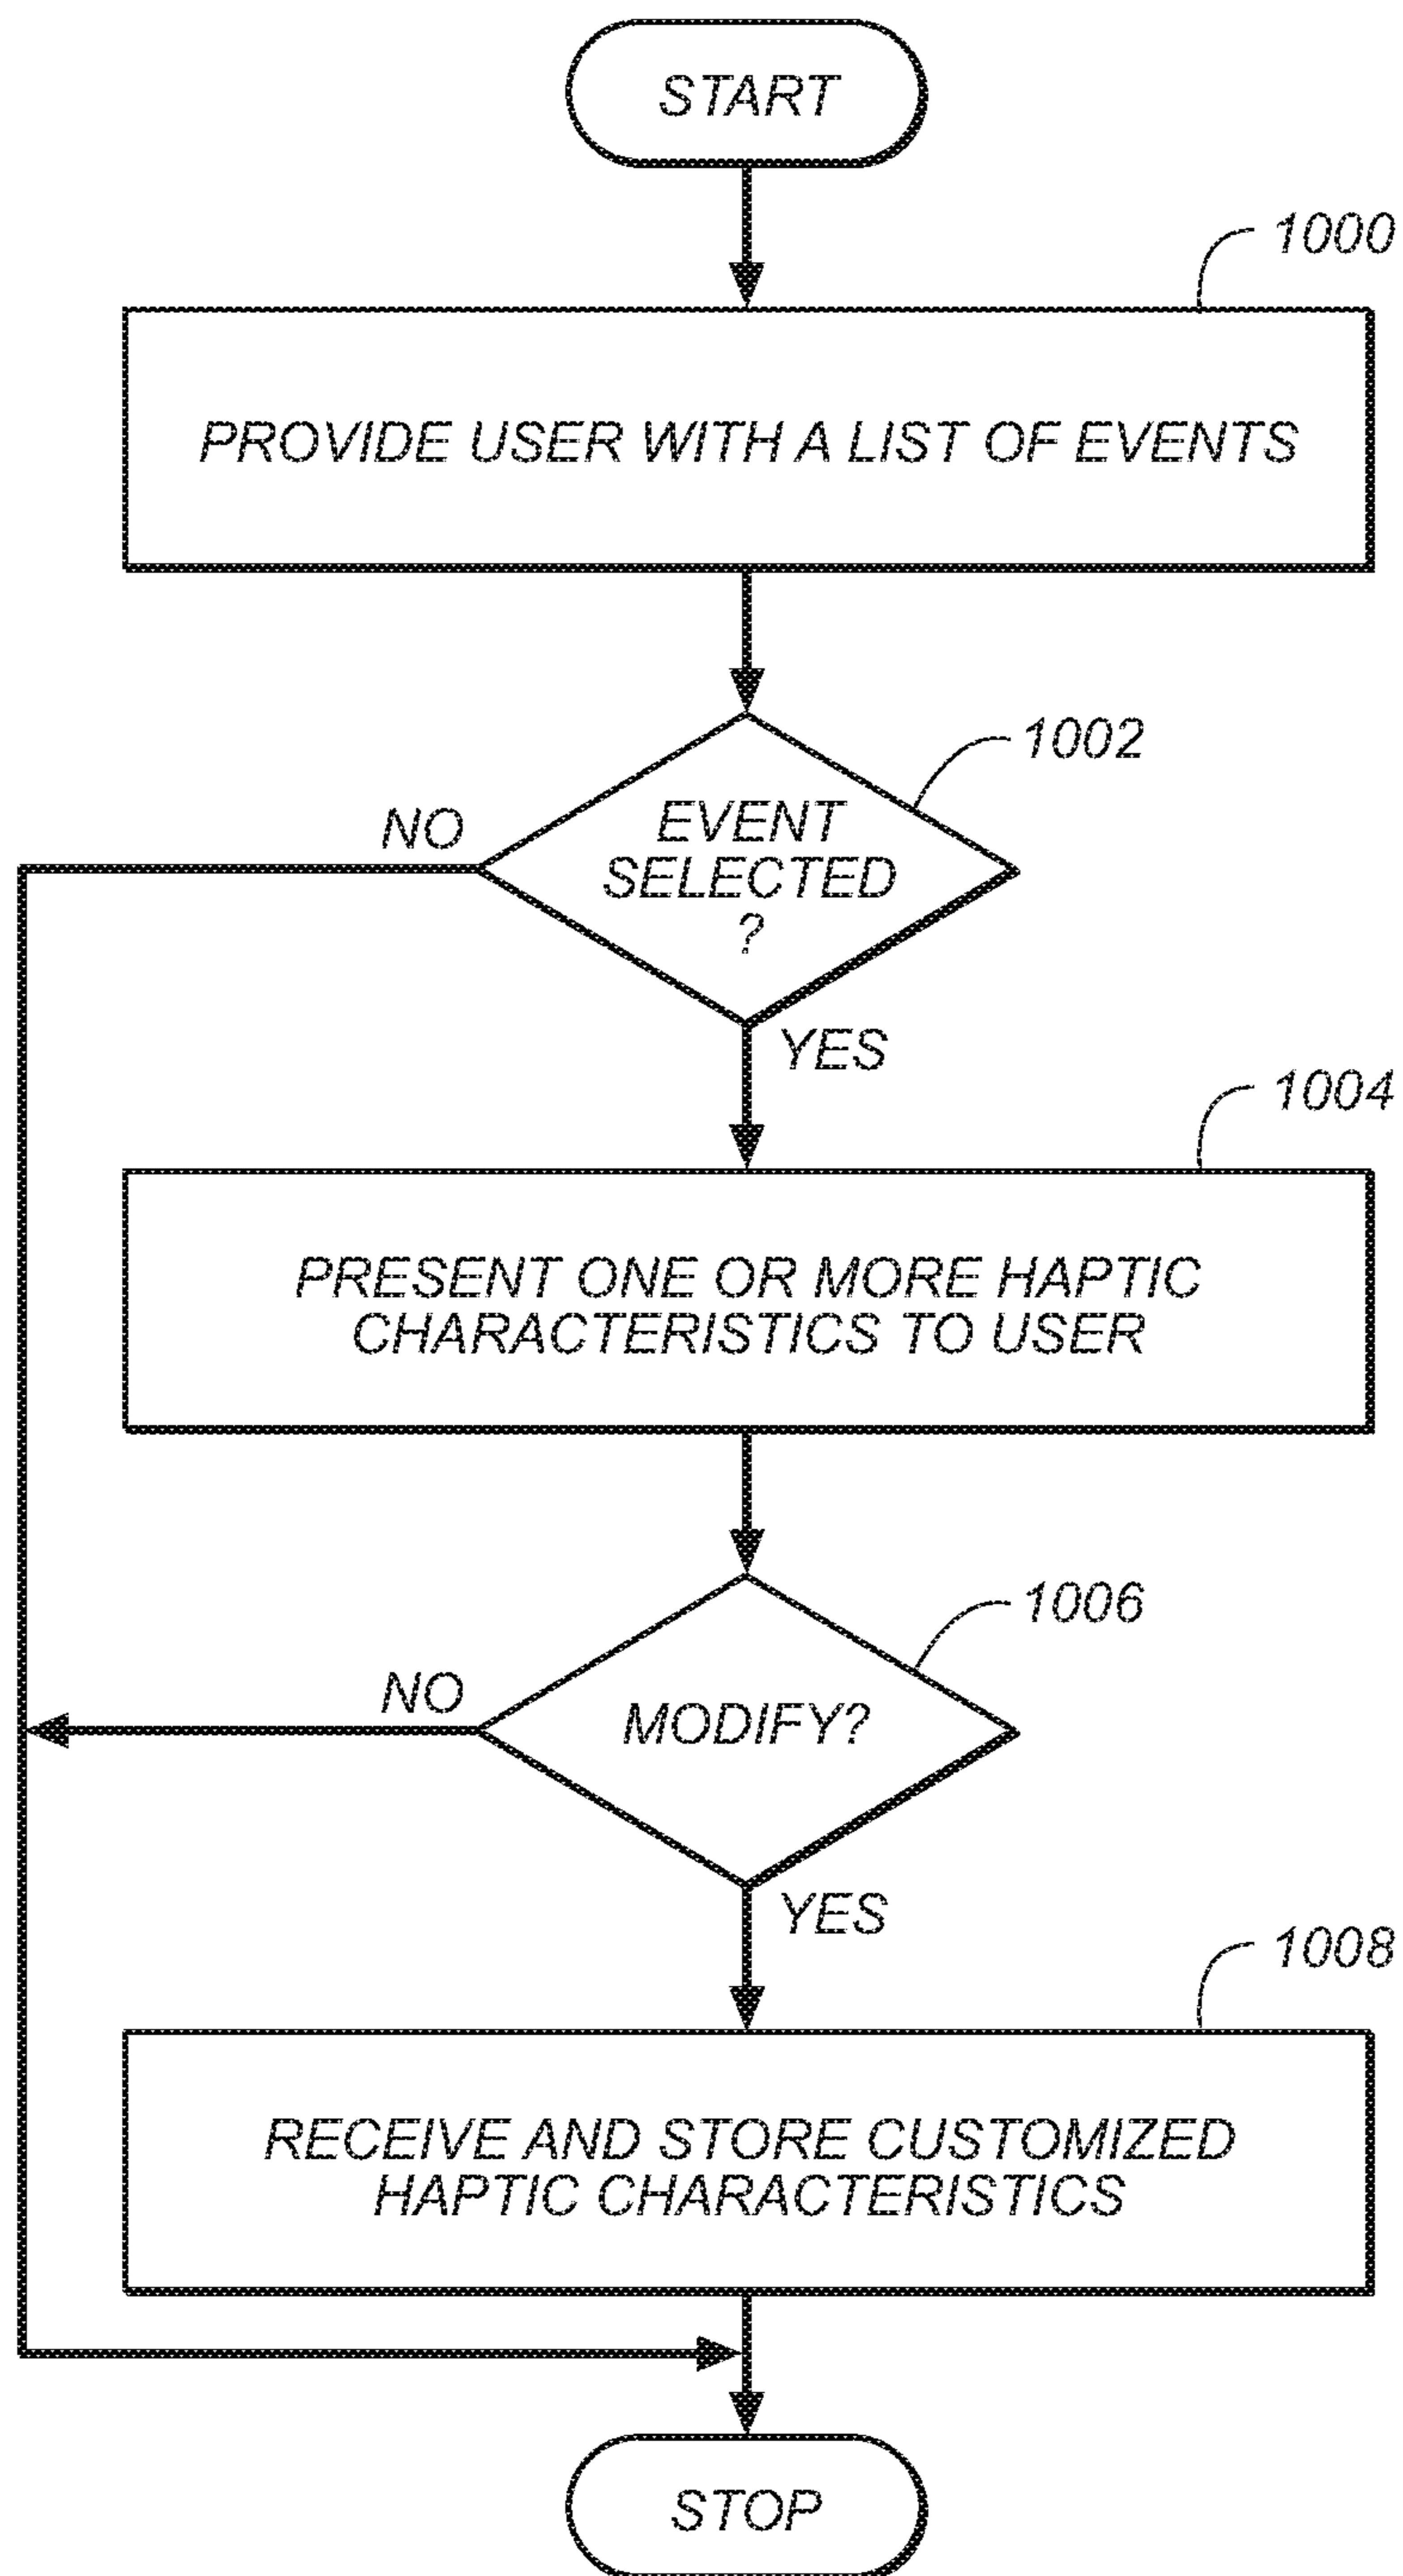 START
1000
PROVIDE USER WITH A LIST OF EVENTS
1002
NO
EVENT
SELECTED
?
YES
1004
PRESENT ONE OR MORE HAPTIC
CHARACTERISTICS TO USER
1006
NO
MODIFY?
YES
1008
RECEIVE AND STORE CUSTOMIZED
HAPTIC CHARACTERISTICS
STOP